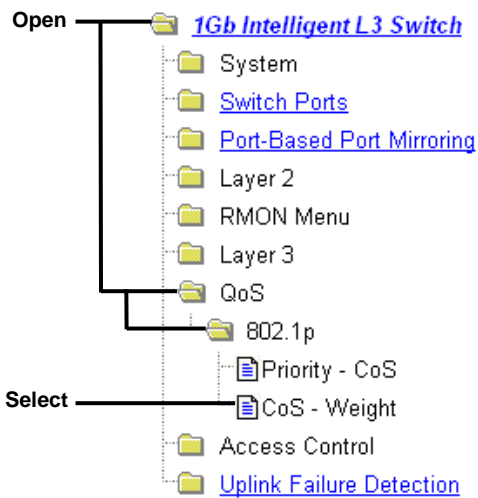 Open
1Gb Intelligent L3 Switch
System
Switch Ports
Port-Based Port Mirroring
Layer 2
RMON Menu
Layer 3
QoS
802.1p
Priority - CoS
Select
CoS - Weight
Access Control
Uplink Failure Detection